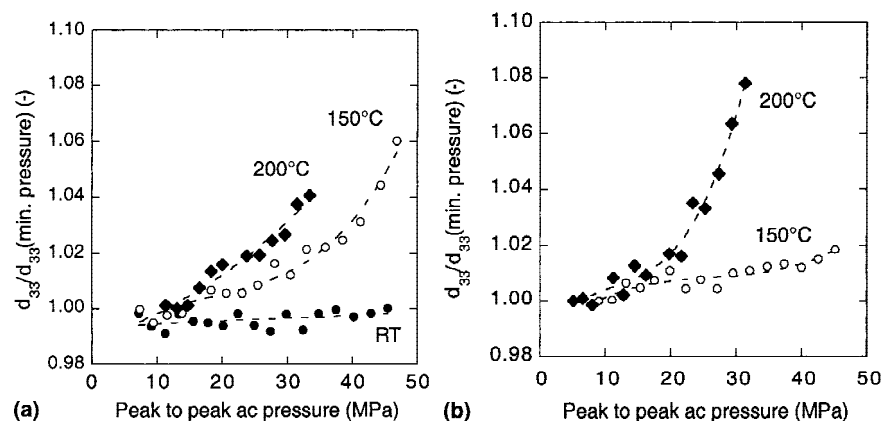 1.10
1.08
1.06
1.04
1.02
1.00
0.98
d33/d33(min. pressure) (-)
150°C
200°C
RT
0 10 20 30 40 50
(a) Peak to peak ac pressure (MPa)
1.10
1.08
1.06
1.04
1.02
1.00
0.98
d33/d33(min. pressure) (-)
200°C
150°C
0 10 20 30 40 50
(b) Peak to peak ac pressure (MPa)